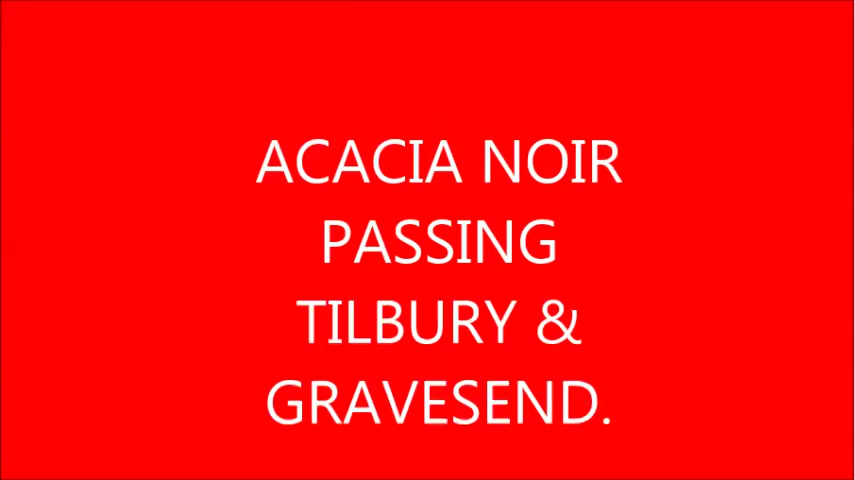 ACACIA NOIR
PASSING
TILBURY &
GRAVESEND.